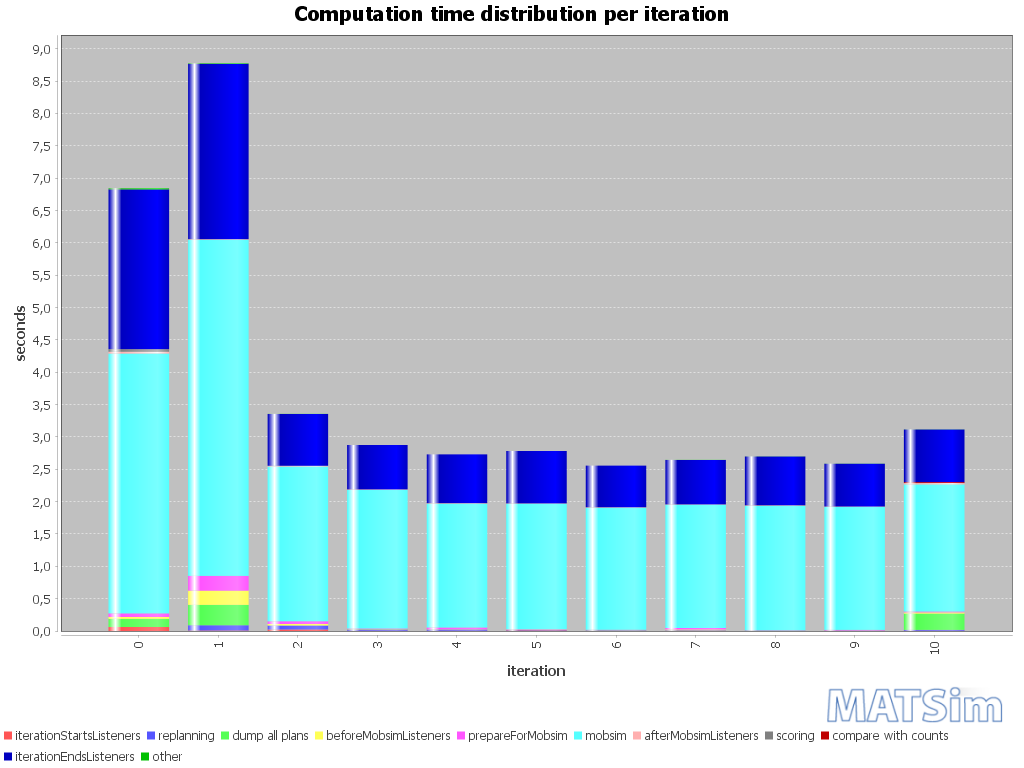 Computation time distribution per iteration
9,0
8,5
8,0
7,5
7,0
6,5
6,0
5,5
5,0
4,5
4,0
3,5
3,0
2,5
2,0
1,5
1,0
0,5
0,0
seconds
0 1 2 3 4 5 6 7 8 9 10
iteration
MATSim
iterationStartsListeners replanning dump all plans beforeMobsimListeners prepareForMobsim mobsim afterMobsimListeners scoring compare with counts
iterationEndsListeners other